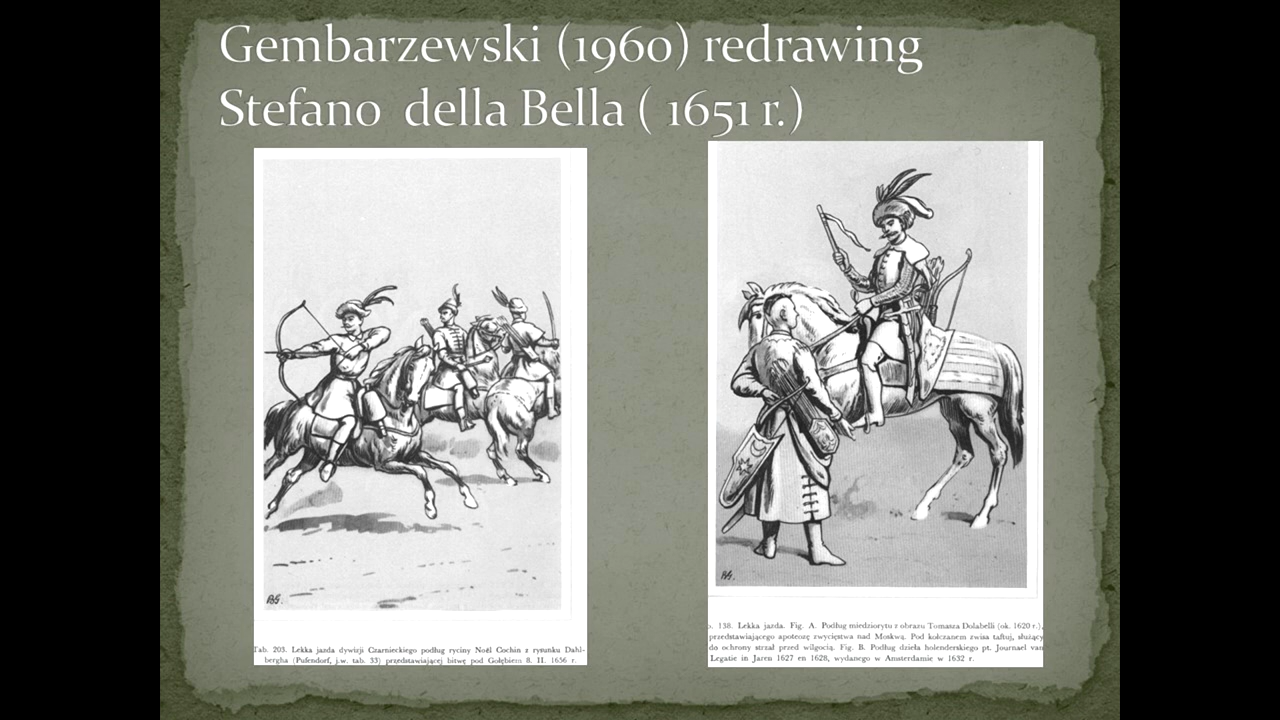 Gembarzewski (1960) redrawing
Stefano della Bella ( 1651 r.)
Tab. 203. Lekka jazda dywizji Czarnieckiego podług ryciny Noël Cochin z rysunku Dahl-
bergha (Pufendorf, j.w. tab. 33) przedstawiającej bitwę pod Gołębiem 8. II. 1656 r.
138. Lekka jazda. Fig. A. Podług miedziorytu z obrazu Tomasza Dolabelli (ok. 1620 r.),
przedstawiającego apoteozę zwycięstwa nad Moskwą. Pod kołczanem zwisa taftuj, służący
do ochrony strzał przed wilgocią. Fig. B. Podług dzieła holenderskiego pt. Journael van
Legatie in Jaren 1627 en 1628, wydanego w Amsterdamie w 1632 r.